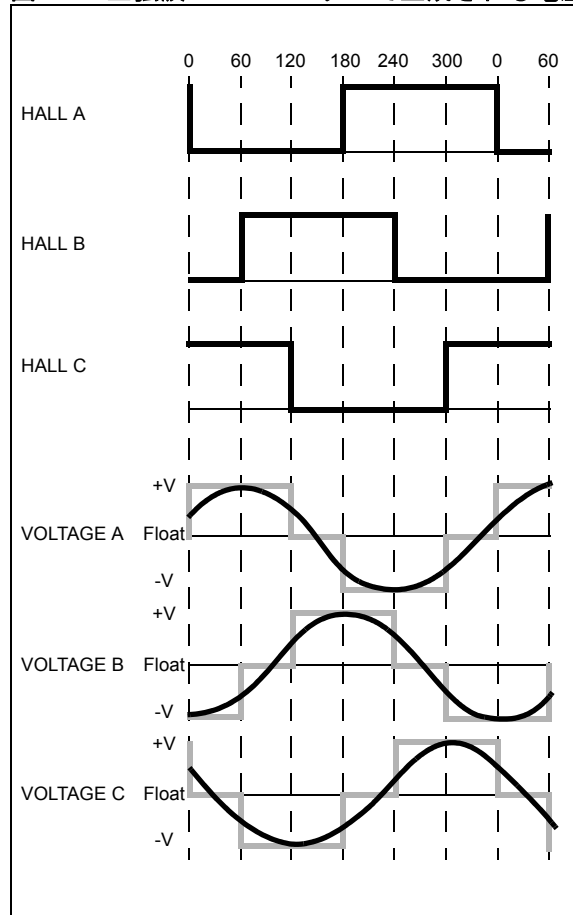 0 60 120 180 240 300 0 60
HALL A
HALL B
HALL C
+V
VOLTAGE A Float
-V
+V
VOLTAGE B Float
-V
+V
VOLTAGE C Float
-V